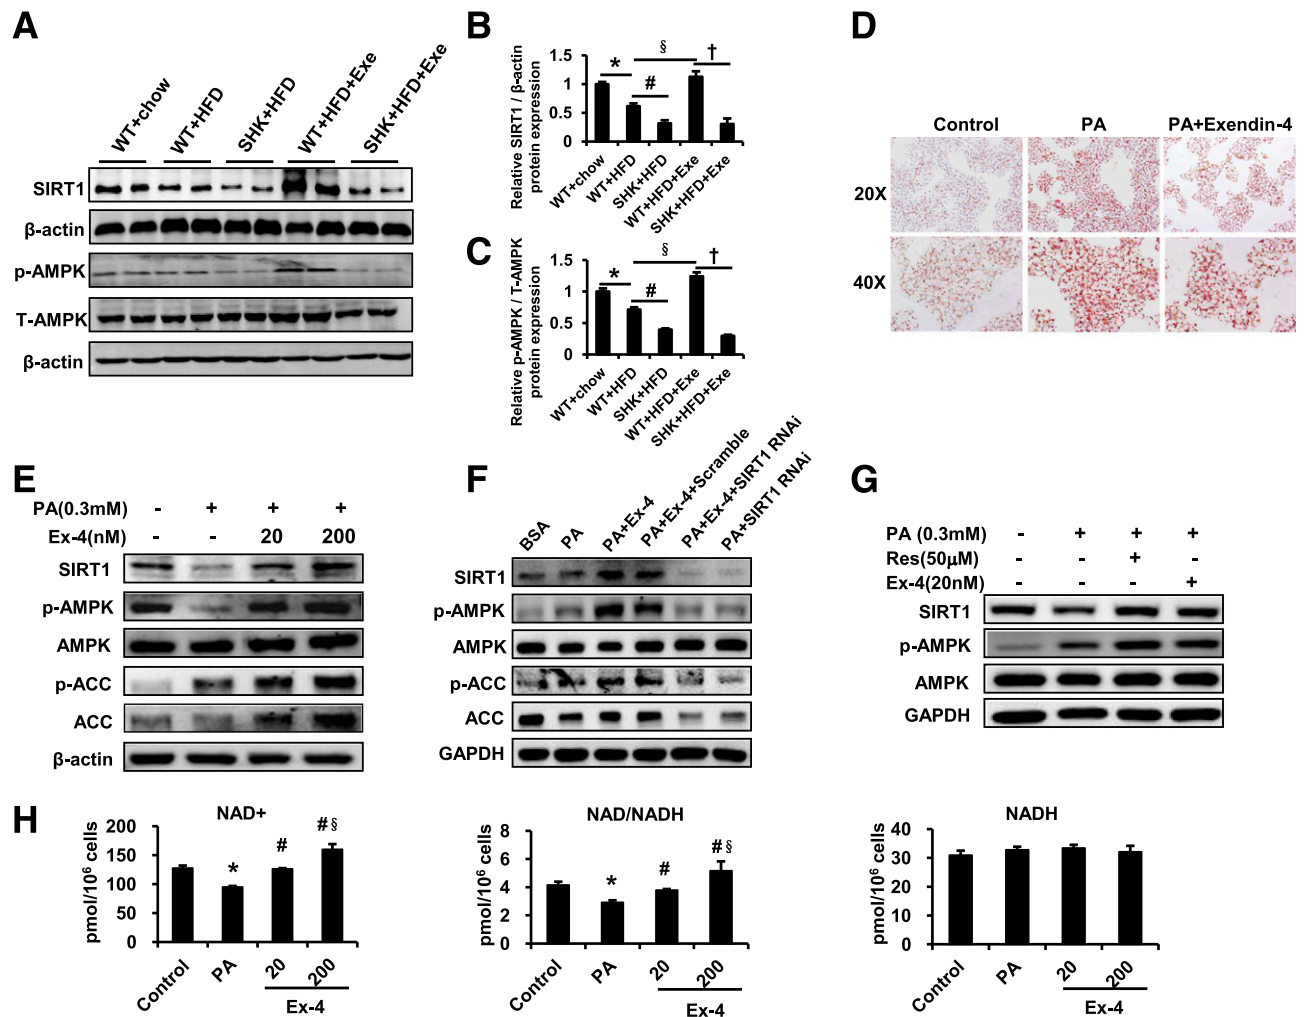 A
WT+chow
WT+HFD
SHK+HFD
WT+HFD+Exe
SHK+HFD+Exe
SIRT1
β-actin
p-AMPK
T-AMPK
β-actin
B
Relative SIRT1 / β-actin
protein expression
1.5
1
0.5
0
*
#
§
†
WT+chow
WT+HFD
SHK+HFD
WT+HFD+Exe
SHK+HFD+Exe
C
Relative p-AMPK / T-AMPK
protein expression
1.5
1
0.5
0
*
#
§
†
WT+chow
WT+HFD
SHK+HFD
WT+HFD+Exe
SHK+HFD+Exe
D
Control PA PA+Exendin-4
20X
40X
E
PA(0.3mM) - + + +
Ex-4(nM) - - 20 200
SIRT1
p-AMPK
AMPK
p-ACC
ACC
β-actin
F
BSA
PA
PA+Ex-4
PA+Ex-4+Scramble
PA+Ex-4+SIRT1 RNAi
PA+SIRT1 RNAi
SIRT1
p-AMPK
AMPK
p-ACC
ACC
GAPDH
G
PA (0.3mM) - + + +
Res(50µM) - - + -
Ex-4(20nM) - - - +
SIRT1
p-AMPK
AMPK
GAPDH
H
NAD+
pmol/10⁶ cells
200
150
100
50
0
*
#
# §
Control
PA
20
200
Ex-4
NAD/NADH
pmol/10⁶ cells
8
6
4
2
0
*
#
# §
Control
PA
20
200
Ex-4
NADH
pmol/10⁶ cells
40
30
20
10
0
Control
PA
20
200
Ex-4